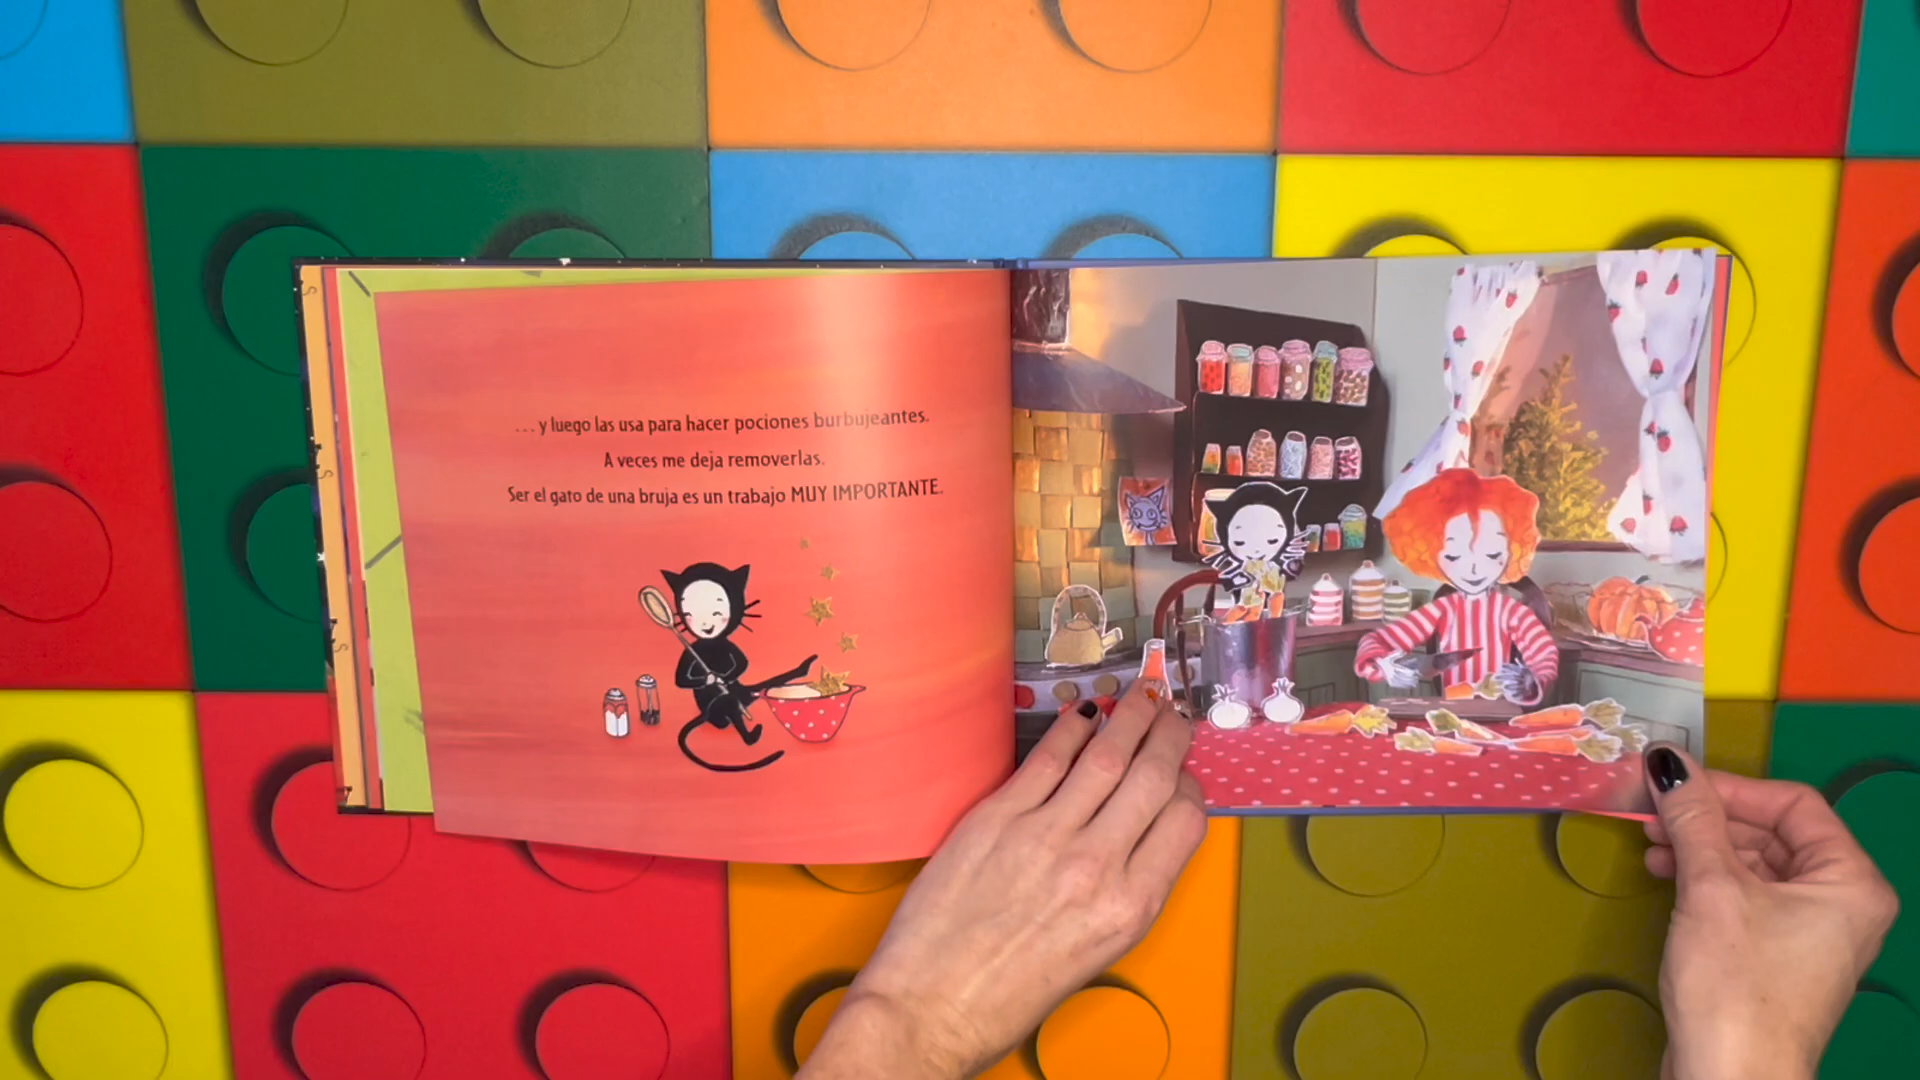 ...y luego las usa para hacer pociones burbujeantes.
A veces me deja removerlas.
Ser el gato de una bruja es un trabajo MUY IMPORTANTE.